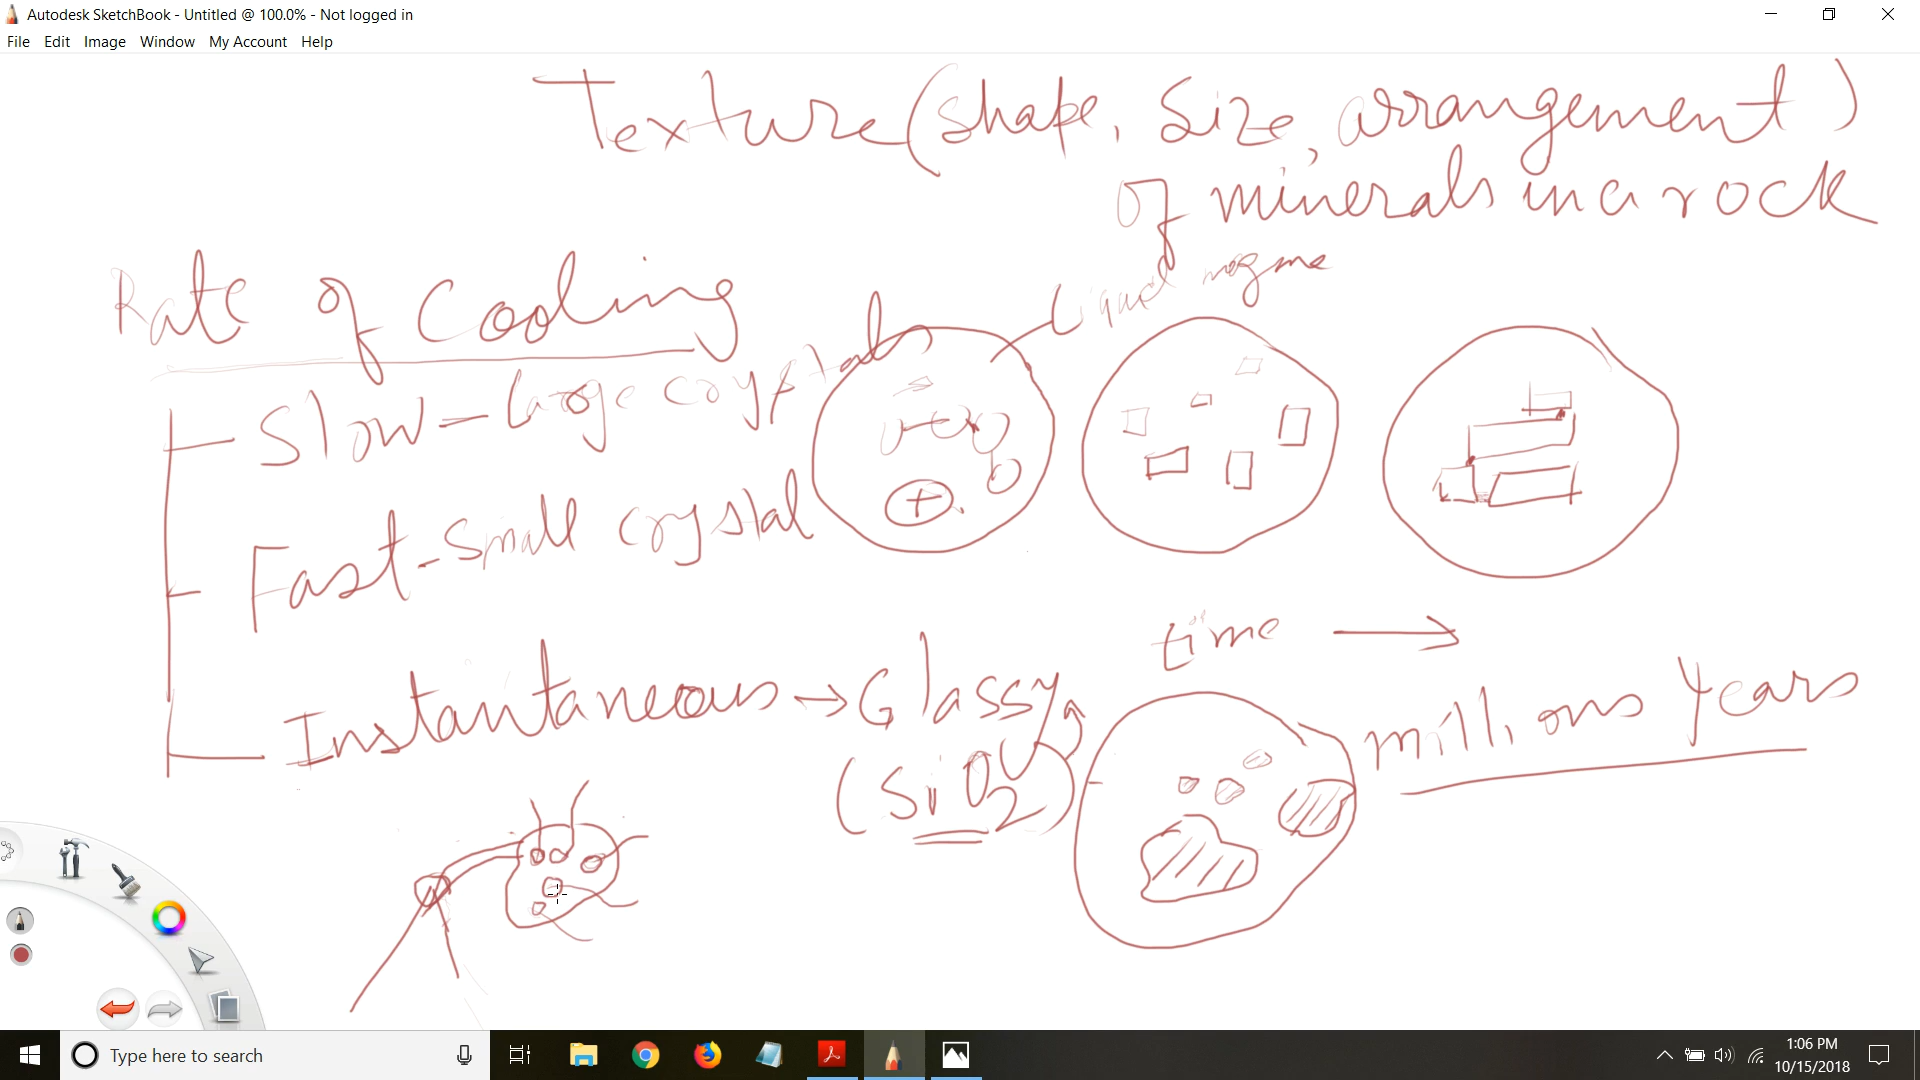 Autodesk SketchBook - Untitled @ 100.0% - Not logged in
File Edit Image Window My Account Help
Texture (shape, size, arrangement)
of minerals in a rock
Rate of Cooling
Liquid magma
Slow - Large crystals
Fast - Small crystal
time →
Instantaneous → Glassy
(SiO2)
millions Years
Type here to search
1:06 PM
10/15/2018